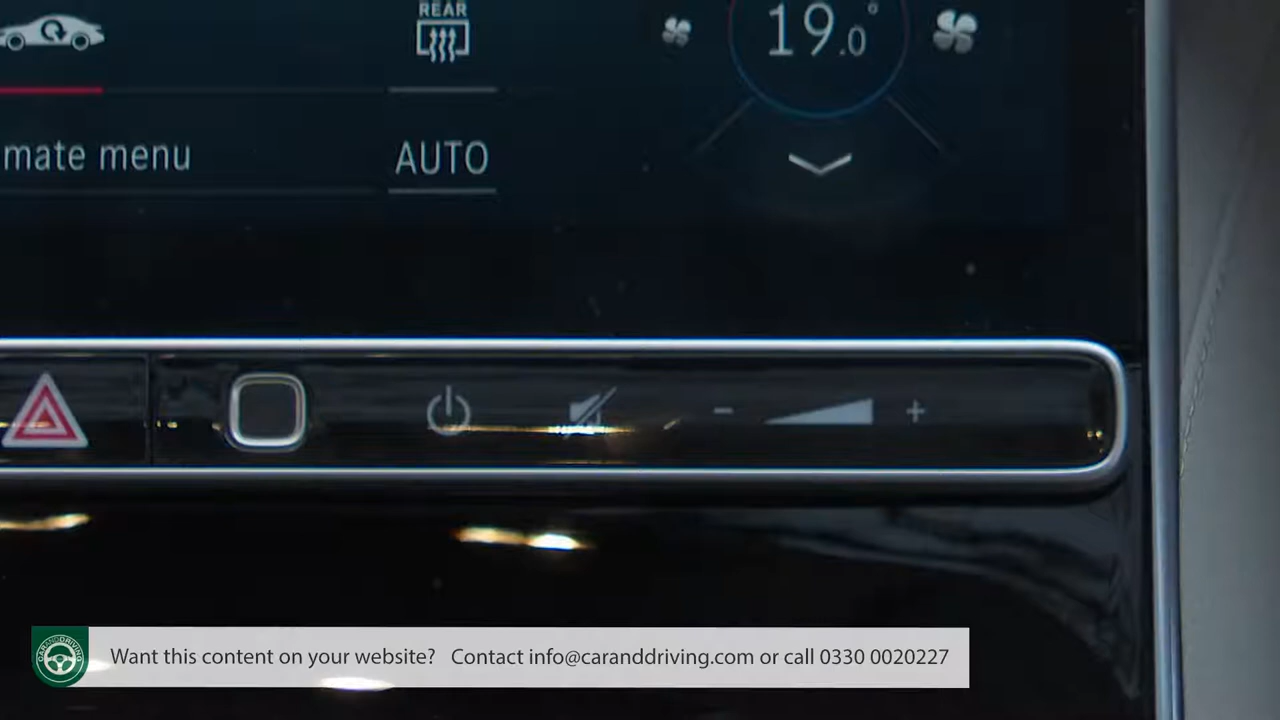 REAR
19.0°
mate menu
AUTO
- +
CARANDDRIVING
Want this content on your website? Contact info@caranddriving.com or call 0330 0020227